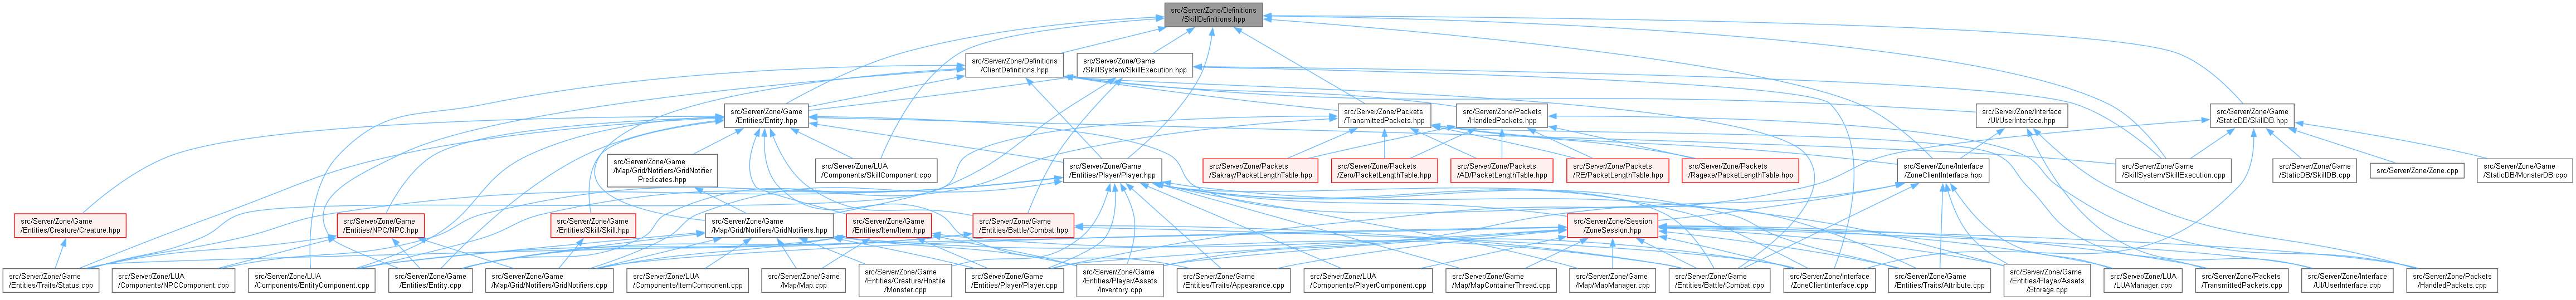 src/Server/Zone/Definitions
/SkillDefinitions.hpp
src/Server/Zone/Definitions
/ClientDefinitions.hpp
src/Server/Zone/Game
/SkillSystem/SkillExecution.hpp
src/Server/Zone/Game
/Entities/Entity.hpp
src/Server/Zone/Packets
/TransmittedPackets.hpp
src/Server/Zone/Packets
/HandledPackets.hpp
src/Server/Zone/Interface
/UI/UserInterface.hpp
src/Server/Zone/Game
/StaticDB/SkillDB.hpp
src/Server/Zone/Game
/Map/Grid/Notifiers/GridNotifier
Predicates.hpp
src/Server/Zone/LUA
/Components/SkillComponent.cpp
src/Server/Zone/Game
/Entities/Player/Player.hpp
src/Server/Zone/Packets
/Sakray/PacketLengthTable.hpp
src/Server/Zone/Packets
/Zero/PacketLengthTable.hpp
src/Server/Zone/Packets
/AD/PacketLengthTable.hpp
src/Server/Zone/Packets
/RE/PacketLengthTable.hpp
src/Server/Zone/Packets
/Ragexe/PacketLengthTable.hpp
src/Server/Zone/Interface
/ZoneClientInterface.hpp
src/Server/Zone/Game
/SkillSystem/SkillExecution.cpp
src/Server/Zone/Game
/StaticDB/SkillDB.cpp
src/Server/Zone/Zone.cpp
src/Server/Zone/Game
/StaticDB/MonsterDB.cpp
src/Server/Zone/Game
/Entities/Creature/Creature.hpp
src/Server/Zone/Game
/Entities/NPC/NPC.hpp
src/Server/Zone/Game
/Entities/Skill/Skill.hpp
src/Server/Zone/Game
/Map/Grid/Notifiers/GridNotifiers.hpp
src/Server/Zone/Game
/Entities/Item/Item.hpp
src/Server/Zone/Game
/Entities/Battle/Combat.hpp
src/Server/Zone/Session
/ZoneSession.hpp
src/Server/Zone/Game
/Entities/Traits/Status.cpp
src/Server/Zone/LUA
/Components/NPCComponent.cpp
src/Server/Zone/LUA
/Components/EntityComponent.cpp
src/Server/Zone/Game
/Entities/Entity.cpp
src/Server/Zone/Game
/Map/Grid/Notifiers/GridNotifiers.cpp
src/Server/Zone/LUA
/Components/ItemComponent.cpp
src/Server/Zone/Game
/Map/Map.cpp
src/Server/Zone/Game
/Entities/Creature/Hostile
/Monster.cpp
src/Server/Zone/Game
/Entities/Player/Player.cpp
src/Server/Zone/Game
/Entities/Player/Assets
/Inventory.cpp
src/Server/Zone/Game
/Entities/Traits/Appearance.cpp
src/Server/Zone/LUA
/Components/PlayerComponent.cpp
src/Server/Zone/Game
/Map/MapContainerThread.cpp
src/Server/Zone/Game
/Map/MapManager.cpp
src/Server/Zone/Game
/Entities/Battle/Combat.cpp
src/Server/Zone/Interface
/ZoneClientInterface.cpp
src/Server/Zone/Game
/Entities/Traits/Attribute.cpp
src/Server/Zone/Game
/Entities/Player/Assets
/Storage.cpp
src/Server/Zone/LUA
/LUAManager.cpp
src/Server/Zone/Packets
/TransmittedPackets.cpp
src/Server/Zone/Interface
/UI/UserInterface.cpp
src/Server/Zone/Packets
/HandledPackets.cpp